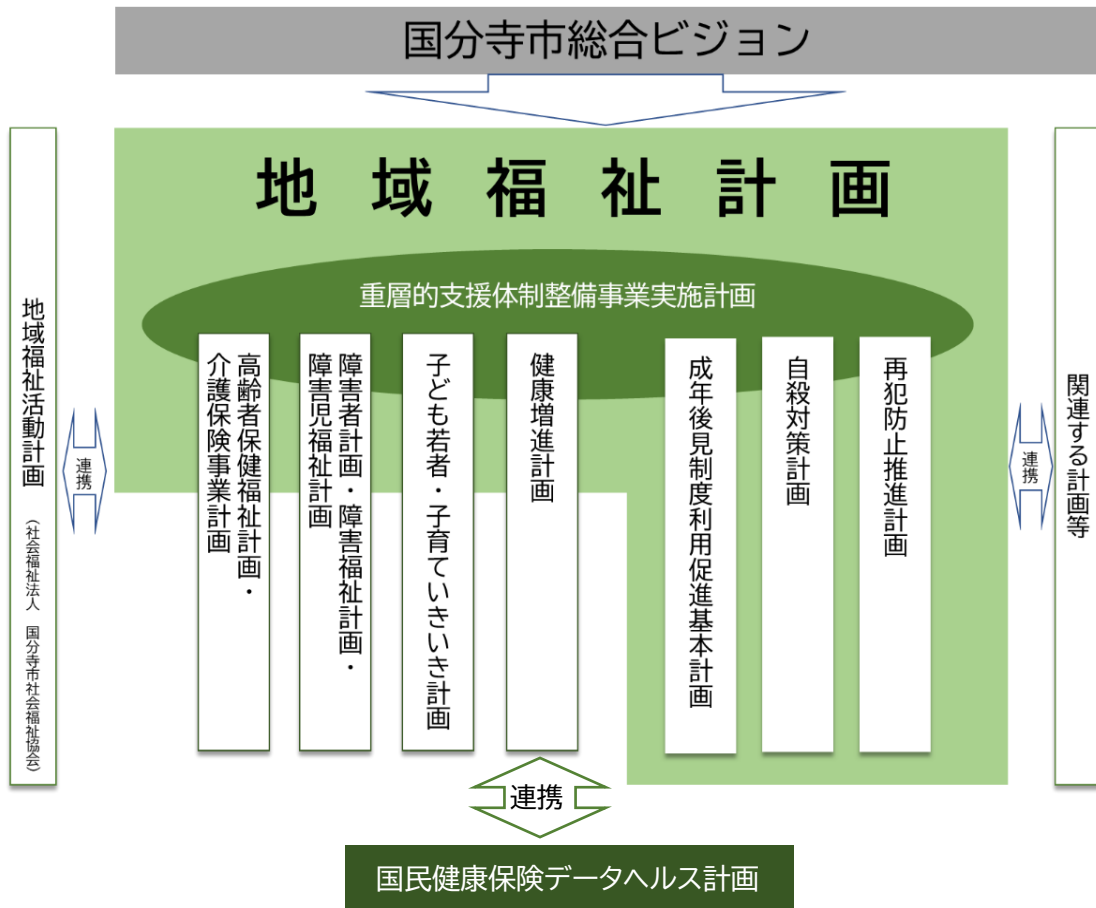 国分寺市総合ビジョン
地域福祉計画
重層的支援体制整備事業実施計画
地域福祉活動計画
（社会福祉法人 国分寺市社会福祉協会）
連携
高齢者保健福祉計画・
介護保険事業計画
障害者計画・障害福祉計画・
障害児福祉計画
子ども若者・子育ていきいき計画
健康増進計画
成年後見制度利用促進基本計画
自殺対策計画
再犯防止推進計画
連携
関連する計画等
連携
国民健康保険データヘルス計画